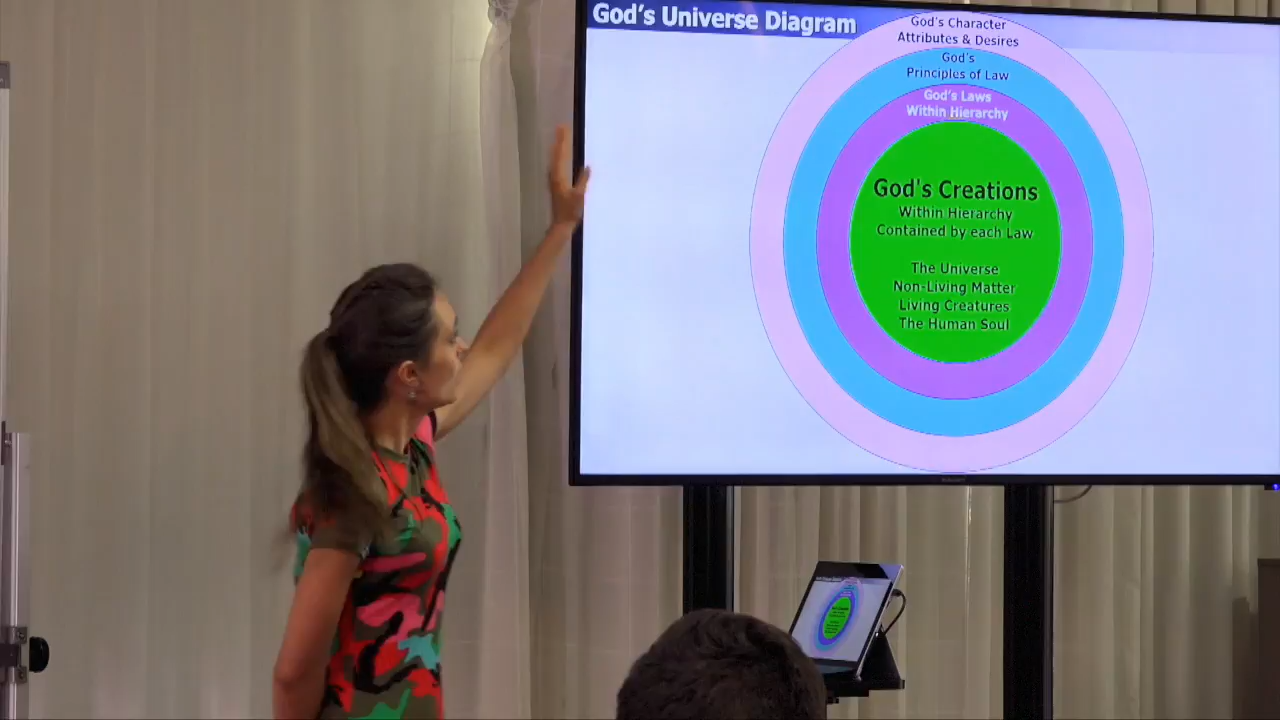 God's Universe Diagram
God's Character
Attributes & Desires
God's
Principles of Law
God's Laws
Within Hierarchy
God's Creations
Within Hierarchy
Contained by each Law
The Universe
Non-Living Matter
Living Creatures
The Human Soul